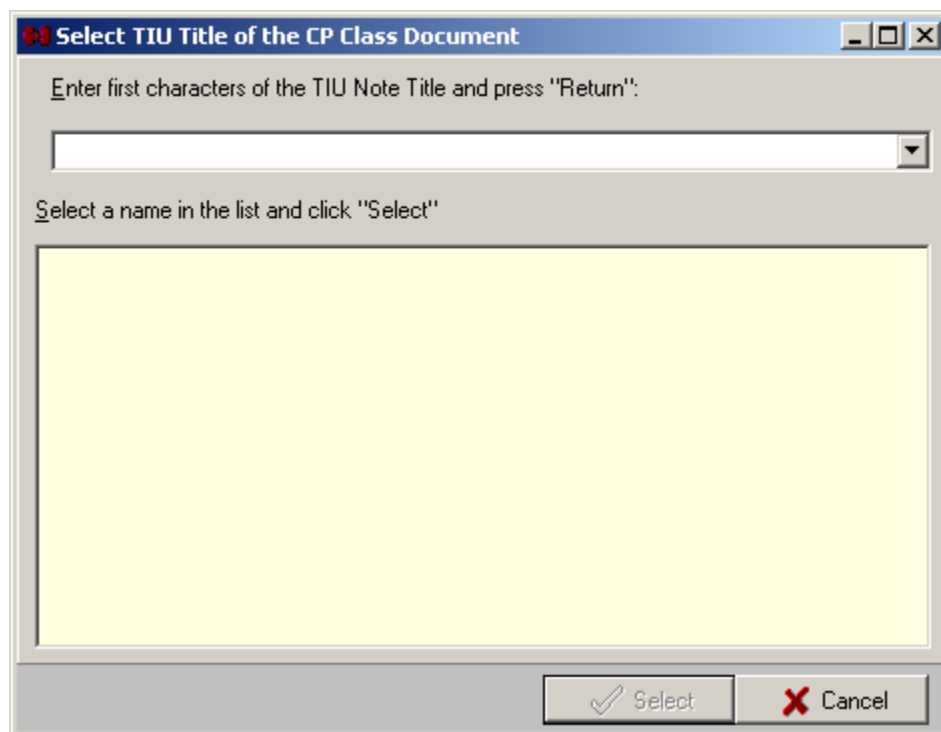 Select TIU Title of the CP Class Document
Enter first characters of the TIU Note Title and press "Return":
Select a name in the list and click "Select"
Select
Cancel